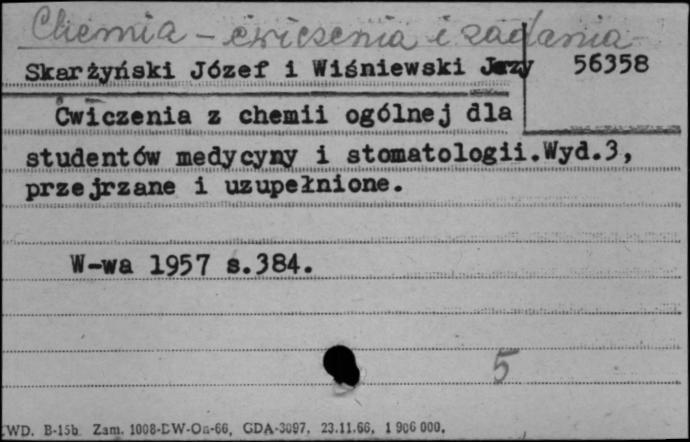 Chemia - ćwiczenia i zadania
Skarżyński Józef i Wiśniewski Jerzy 56358
Ćwiczenia z chemii ogólnej dla
studentów medycyny i stomatologii.Wyd.3,
przejrzane i uzupełnione.
W-wa 1957 s.384.
5
WD. B-15b Zam. 1008-DW-Oa-66, GDA-3097, 23.11.66, 1 906 000,